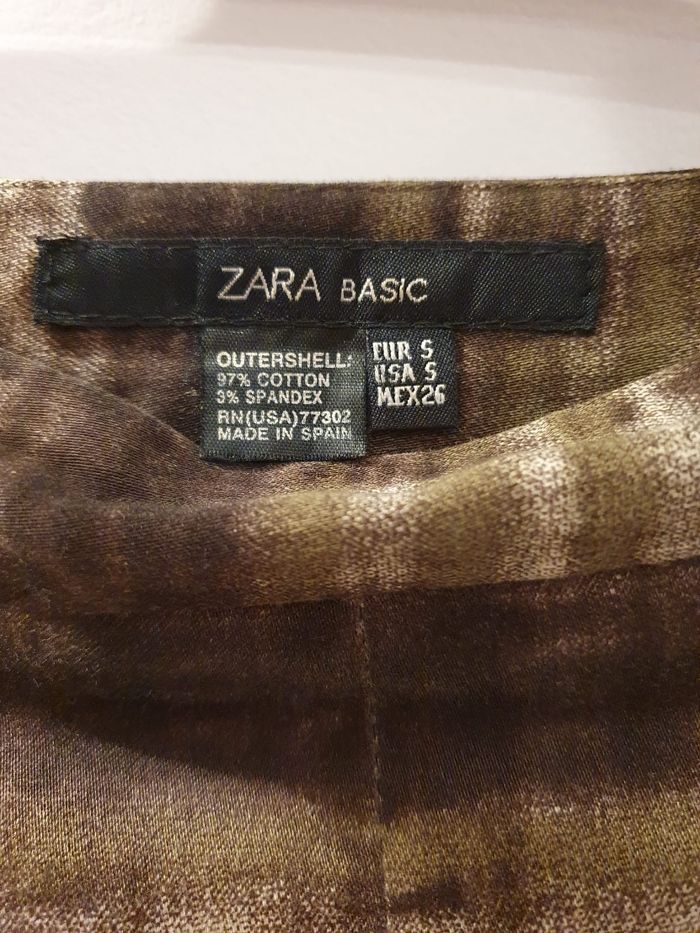 ZARA BASIC
OUTERSHELL:
97% COTTON
3% SPANDEX
RN(USA)77302
MADE IN SPAIN
EUR S
USA S
MEX26